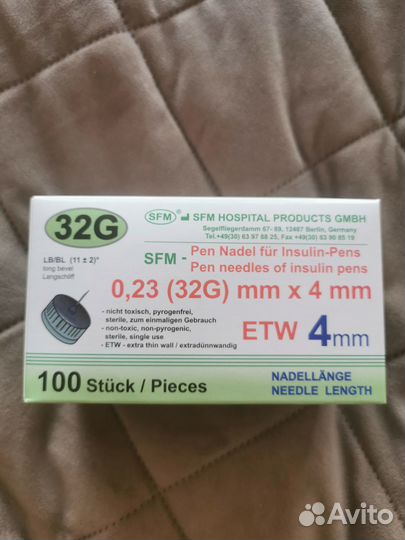 32G
SFM SFM HOSPITAL PRODUCTS GMBH
Segelfliegerdamm 67- 89, 12487 Berlin, Germany
Tel.+49(30) 63 97 88 25, Fax +49(30) 63 90 85 19
LB/BL (11 ± 2)°
long bevel
Langschliff
SFM - Pen Nadel für Insulin-Pens
Pen needles of insulin pens
0,23 (32G) mm x 4 mm
- nicht toxisch, pyrogenfrei,
sterile, zum einmaligen Gebrauch
- non-toxic, non-pyrogenic,
sterile, single use
- ETW - extra thin wall / extradünnwandig
ETW 4mm
100 Stück / Pieces
NADELLÄNGE
NEEDLE LENGTH
Avito